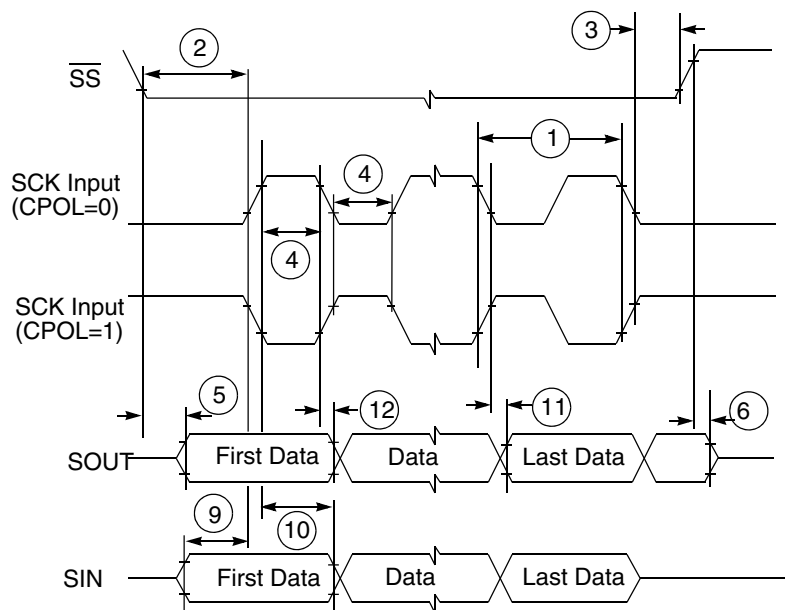 2
3
S̅S̅
1
SCK Input
(CPOL=0)
4
4
SCK Input
(CPOL=1)
5
12
11
6
SOUT
First Data
Data
Last Data
9
10
SIN
First Data
Data
Last Data